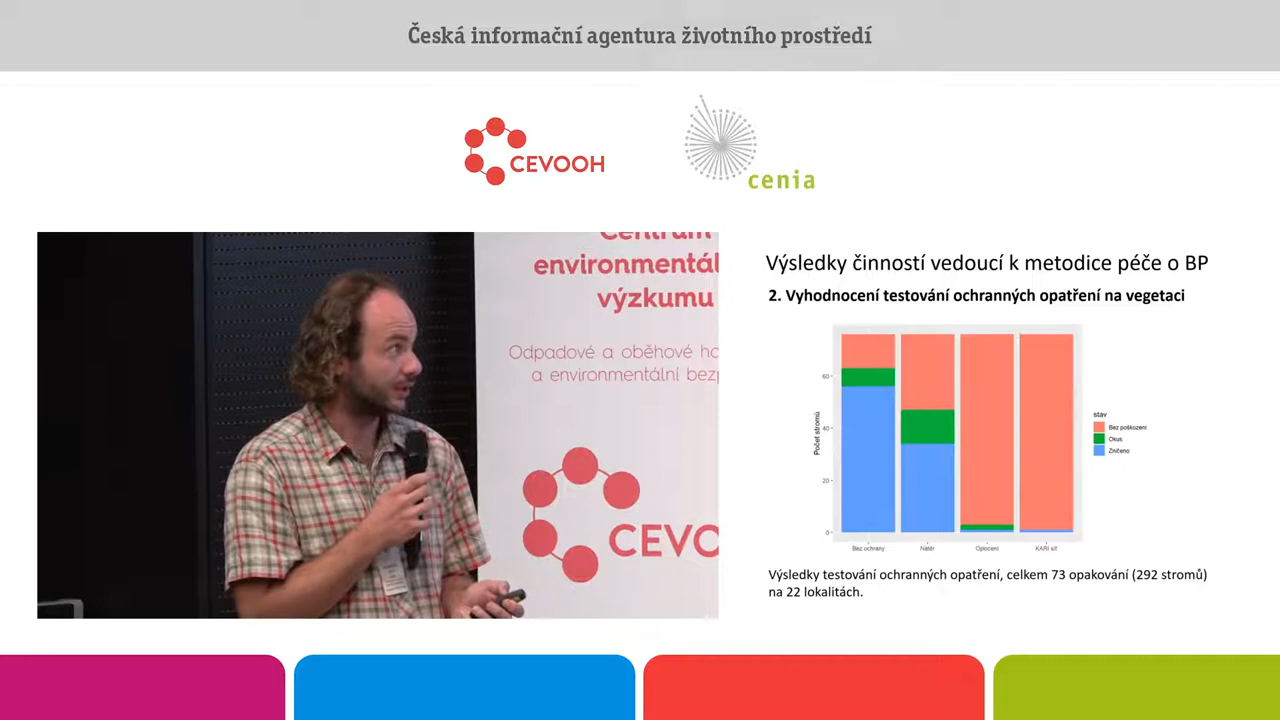 Česká informační agentura životního prostředí
CEVOOH
cenia
Centrum
environmentál
výzkumu
Odpadové a oběhové ho
a environmentální bezp
CEVO
Výsledky činností vedoucí k metodice péče o BP
2. Vyhodnocení testování ochranných opatření na vegetaci
Počet stromů
60
40
20
0
Bez ochrany
Nátěr
Oplocení
KARI síť
stav
Bez poškození
Okus
Zničeno
Výsledky testování ochranných opatření, celkem 73 opakování (292 stromů)
na 22 lokalitách.